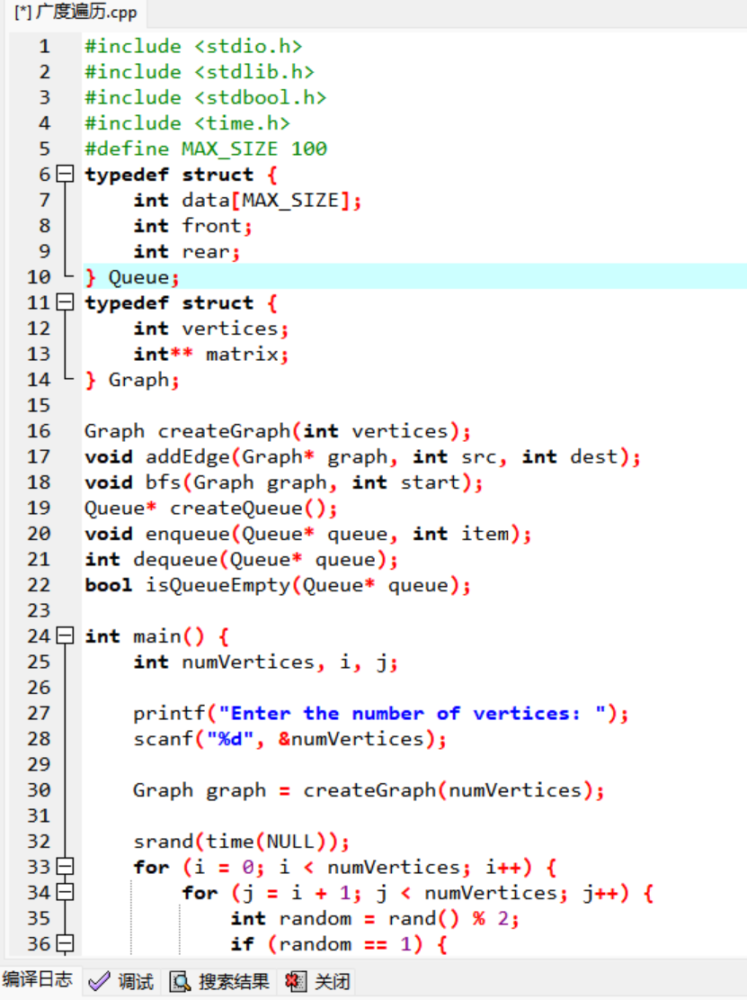 [*] 广度遍历.cpp
1 #include <stdio.h>
2 #include <stdlib.h>
3 #include <stdbool.h>
4 #include <time.h>
5 #define MAX_SIZE 100
6 typedef struct {
7     int data[MAX_SIZE];
8     int front;
9     int rear;
10 } Queue;
11 typedef struct {
12     int vertices;
13     int** matrix;
14 } Graph;
15
16 Graph createGraph(int vertices);
17 void addEdge(Graph* graph, int src, int dest);
18 void bfs(Graph graph, int start);
19 Queue* createQueue();
20 void enqueue(Queue* queue, int item);
21 int dequeue(Queue* queue);
22 bool isQueueEmpty(Queue* queue);
23
24 int main() {
25     int numVertices, i, j;
26
27     printf("Enter the number of vertices: ");
28     scanf("%d", &numVertices);
29
30     Graph graph = createGraph(numVertices);
31
32     srand(time(NULL));
33     for (i = 0; i < numVertices; i++) {
34         for (j = i + 1; j < numVertices; j++) {
35             int random = rand() % 2;
36             if (random == 1) {
编译日志 调试 搜索结果 关闭